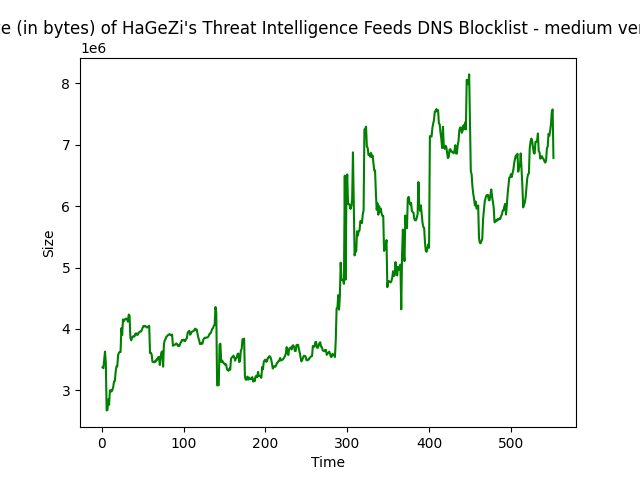 (in bytes) of HaGeZi's Threat Intelligence Feeds DNS Blocklist - medium
1e6
8
7
6
5
4
3
Size
0 100 200 300 400 500
Time